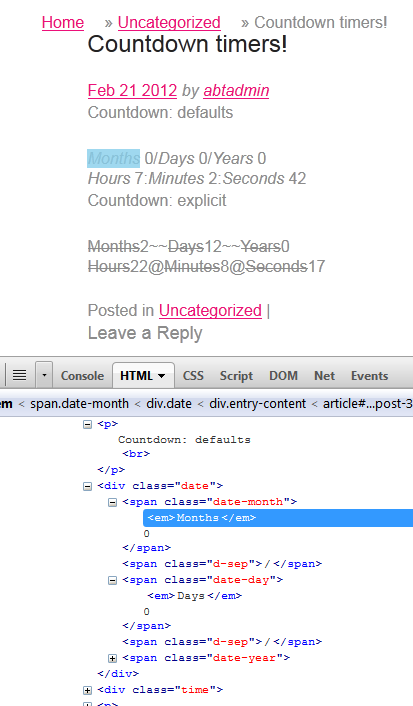 Home » Uncategorized » Countdown timers!
Countdown timers!
Feb 21 2012 by abtadmin
Countdown: defaults
Months 0/Days 0/Years 0
Hours 7:Minutes 2:Seconds 42
Countdown: explicit
Months2~~Days12~~Years0
Hours22@Minutes8@Seconds17
Posted in Uncategorized |
Leave a Reply
Console HTML CSS Script DOM Net Events
em < span.date-month < div.date < div.entry-content < article#...post-3
<p>
Countdown: defaults
<br>
</p>
<div class="date">
<span class="date-month">
<em>Months</em>
0
</span>
<span class="d-sep">/</span>
<span class="date-day">
<em>Days</em>
0
</span>
<span class="d-sep">/</span>
<span class="date-year">
</div>
<div class="time">
<p>